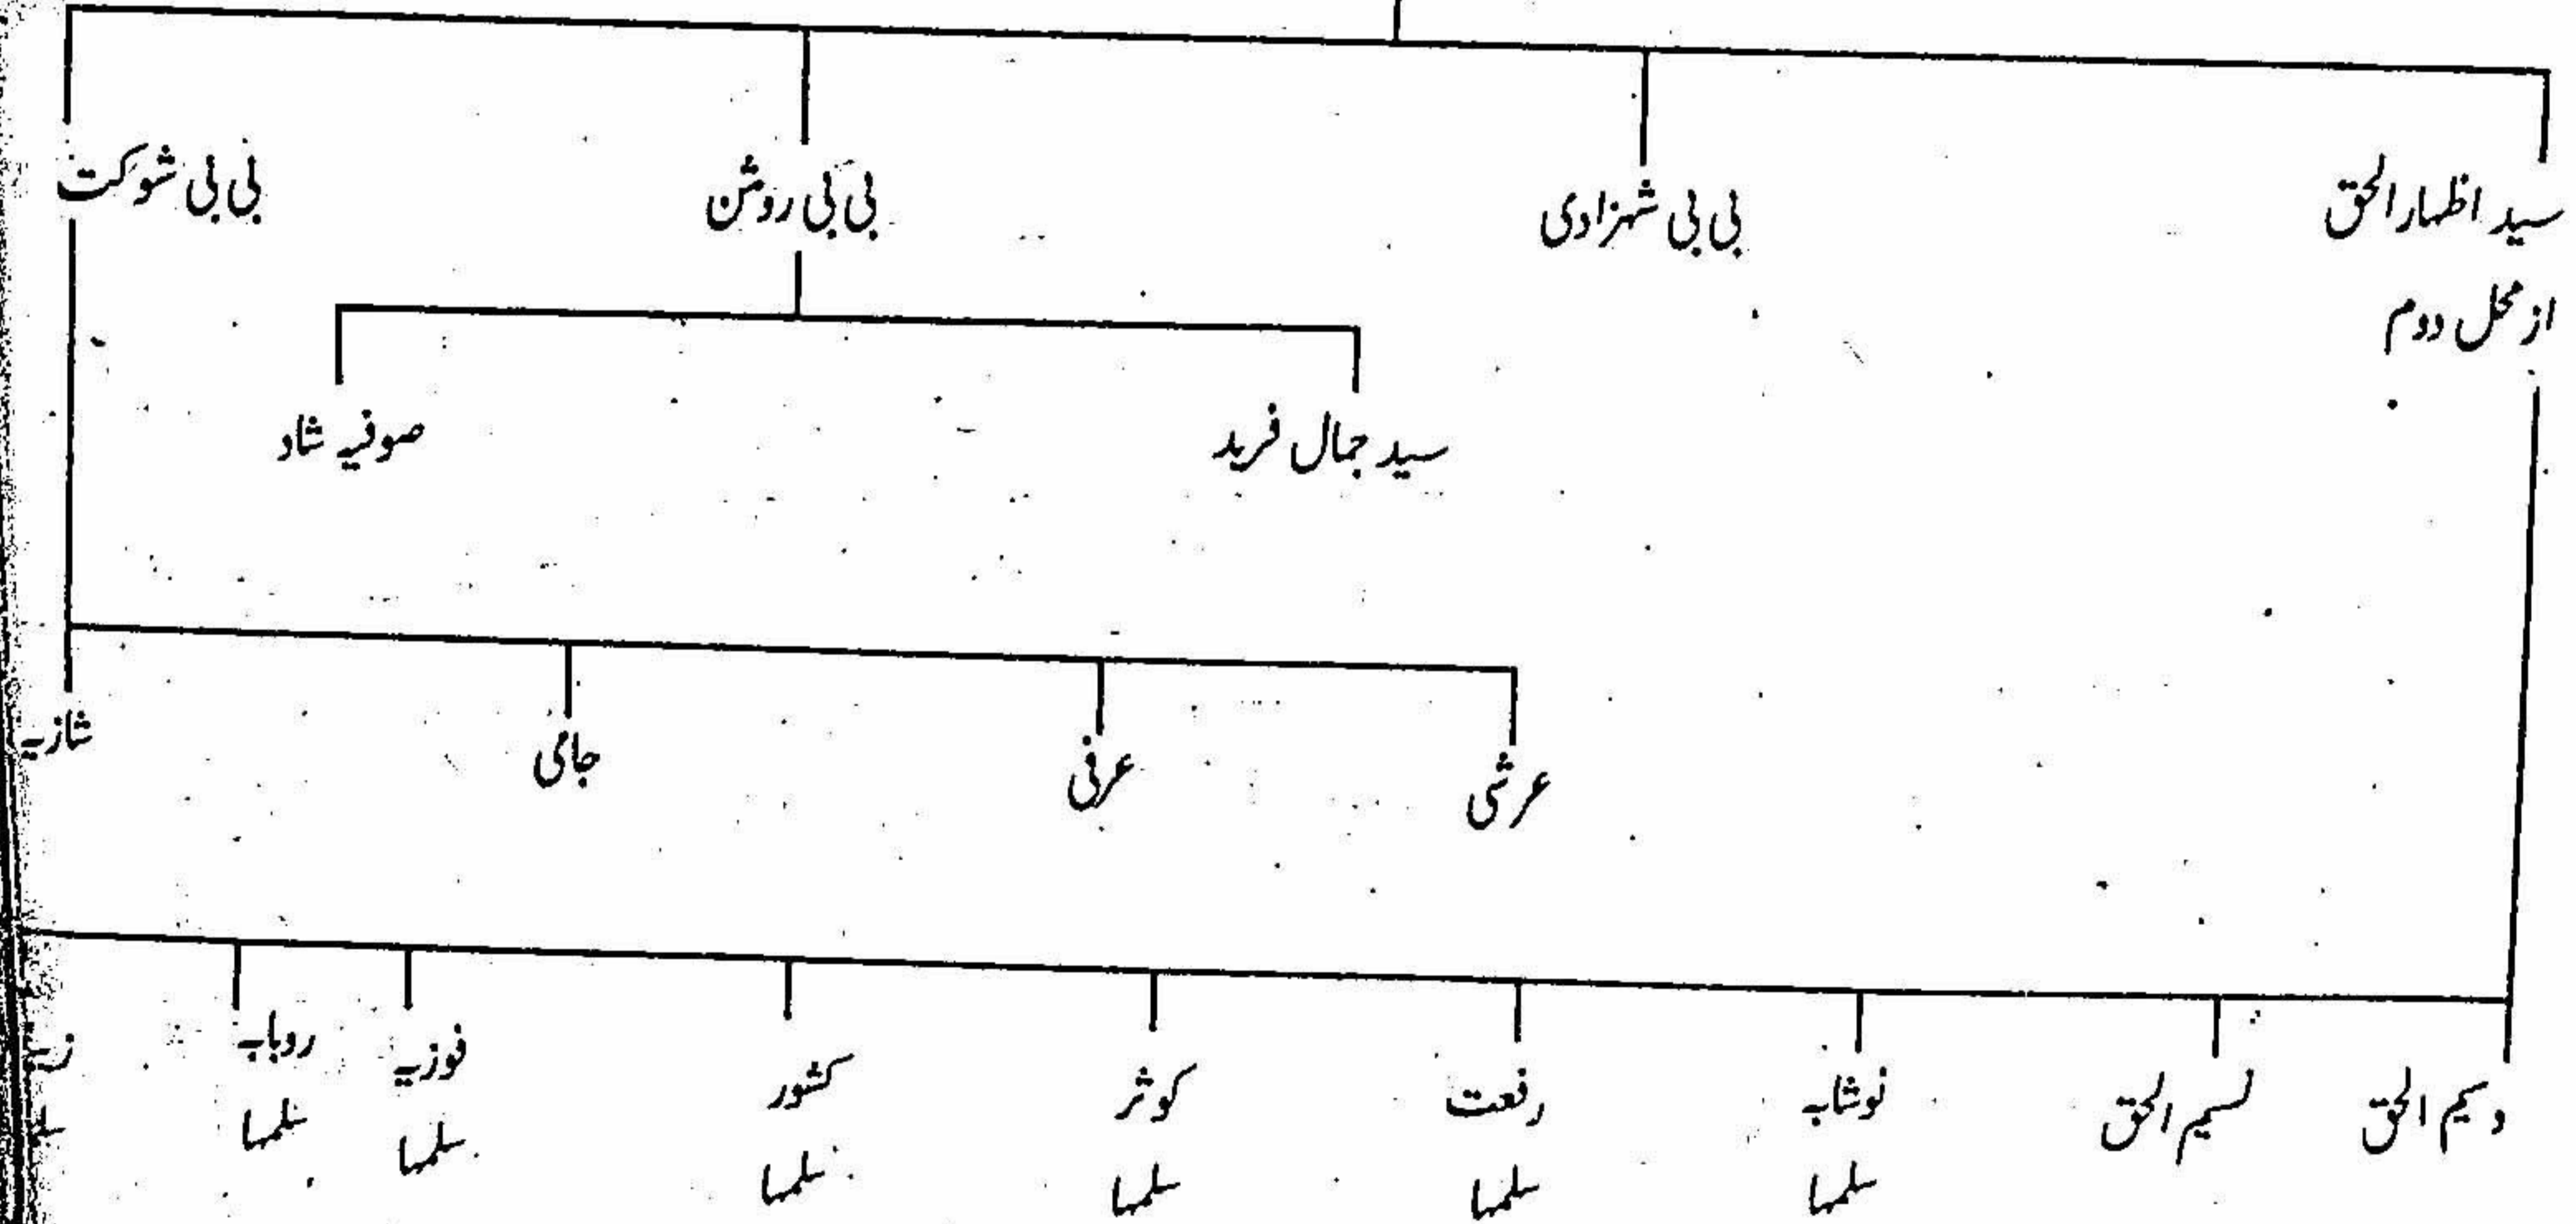 سید اظہار الحق
بی بی شہزادی
بی بی روشن
بی بی شوکت
از محل دوم
سید جمال فرید
صوفیہ شاد
عرشی
عرفی
جامی
شازیہ
وسیم الحق
نسیم الحق
نوشابہ
رفعت
کوثر
کشور
فوزیہ
روبابہ
سلمہا
سلمہا
سلمہا
سلمہا
سلمہا
سلمہا